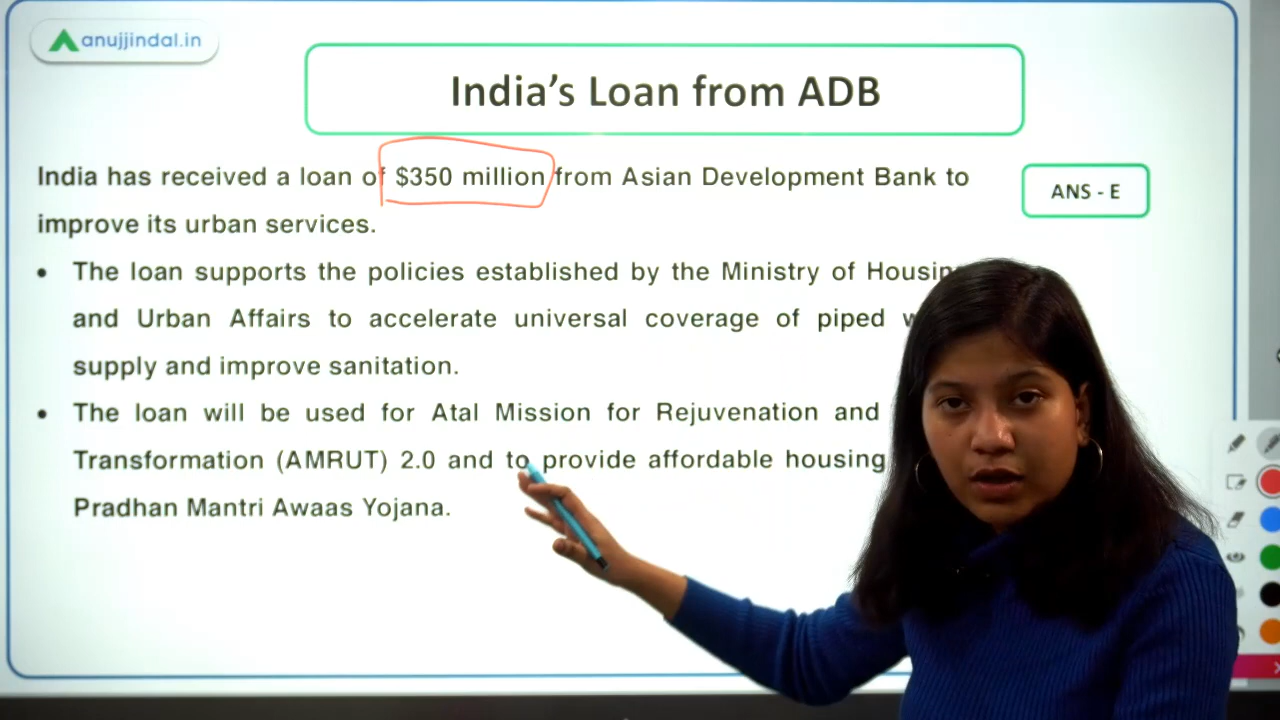 anujjindal.in
India's Loan from ADB
India has received a loan of $350 million from Asian Development Bank to
improve its urban services.
ANS - E
• The loan supports the policies established by the Ministry of
and Urban Affairs to accelerate universal coverage of piped
supply and improve sanitation.
• The loan will be used for Atal Mission for Rejuvenation and
Transformation (AMRUT) 2.0 and to provide affordable housing
Pradhan Mantri Awaas Yojana.